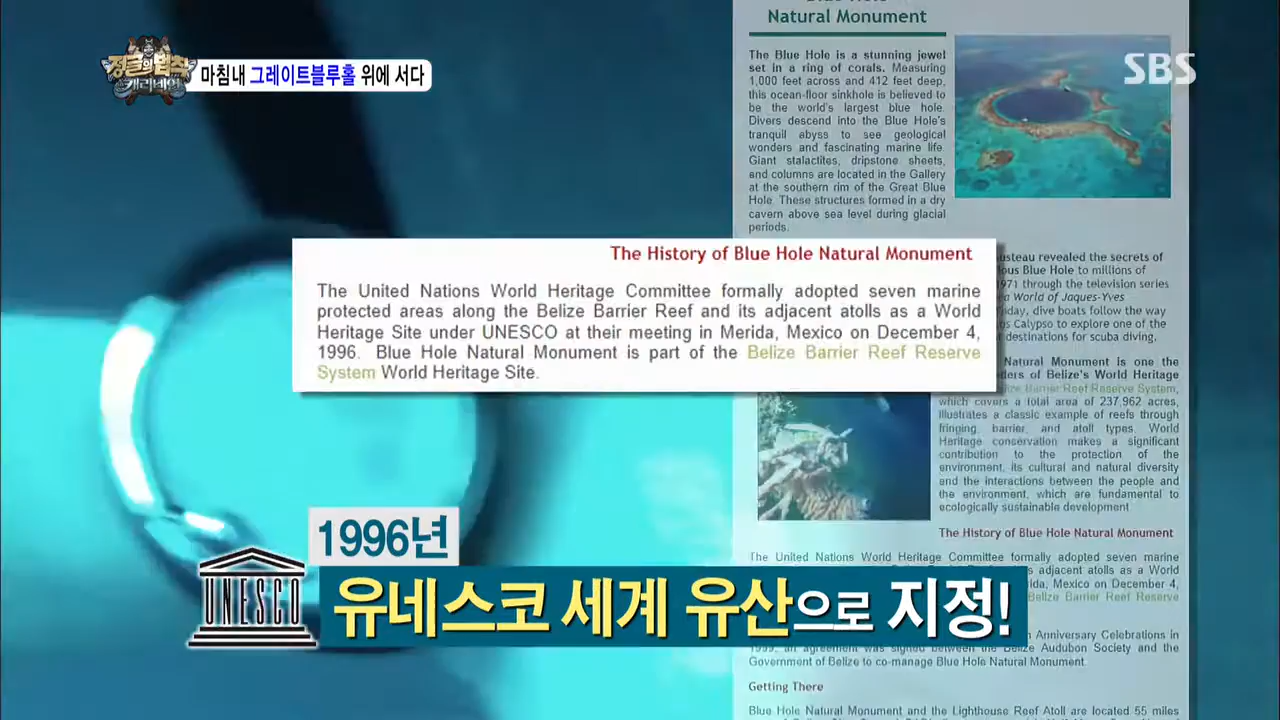 정글의 법칙
캐리비안
마침내 그레이트블루홀 위에 서다
SBS
Natural Monument
The Blue Hole is a stunning jewel
set in a ring of corals. Measuring
1,000 feet across and 412 feet deep,
this ocean-floor sinkhole is believed to
be the world's largest blue hole.
Divers descend into the Blue Hole's
tranquil abyss to see geological
wonders and fascinating marine life.
Giant stalactites, dripstone sheets,
and columns are located in the Gallery
at the southern rim of the Great Blue
Hole. These structures formed in a dry
cavern above sea level during glacial
periods.
The History of Blue Hole Natural Monument
The United Nations World Heritage Committee formally adopted seven marine
protected areas along the Belize Barrier Reef and its adjacent atolls as a World
Heritage Site under UNESCO at their meeting in Merida, Mexico on December 4,
1996. Blue Hole Natural Monument is part of the Belize Barrier Reef Reserve
System World Heritage Site.
revealed the secrets of
Blue Hole to millions of
through the television series
World of Jaques-Yves
dive boats follow the way
Calypso to explore one of the
destinations for scuba diving.
Natural Monument is one the
of Belize's World Heritage
Barrier Reef Reserve System,
which covers a total area of 237,962 acres,
illustrates a classic example of reefs through
fringing, barrier, and atoll types. World
Heritage conservation makes a significant
contribution to the protection of the
environment, its cultural and natural diversity
and the interactions between the people and
the environment, which are fundamental to
ecologically sustainable development
The History of Blue Hole Natural Monument
The United Nations World Heritage Committee formally adopted seven marine
its adjacent atolls as a World
Mexico on December 4,
Belize Barrier Reef Reserve
Anniversary Celebrations in
1999, an agreement was signed between the Belize Audubon Society and the
Government of Belize to co-manage Blue Hole Natural Monument.
Getting There
Blue Hole Natural Monument and the Lighthouse Reef Atoll are located 55 miles
1996년
UNESCO
유네스코 세계 유산으로 지정!